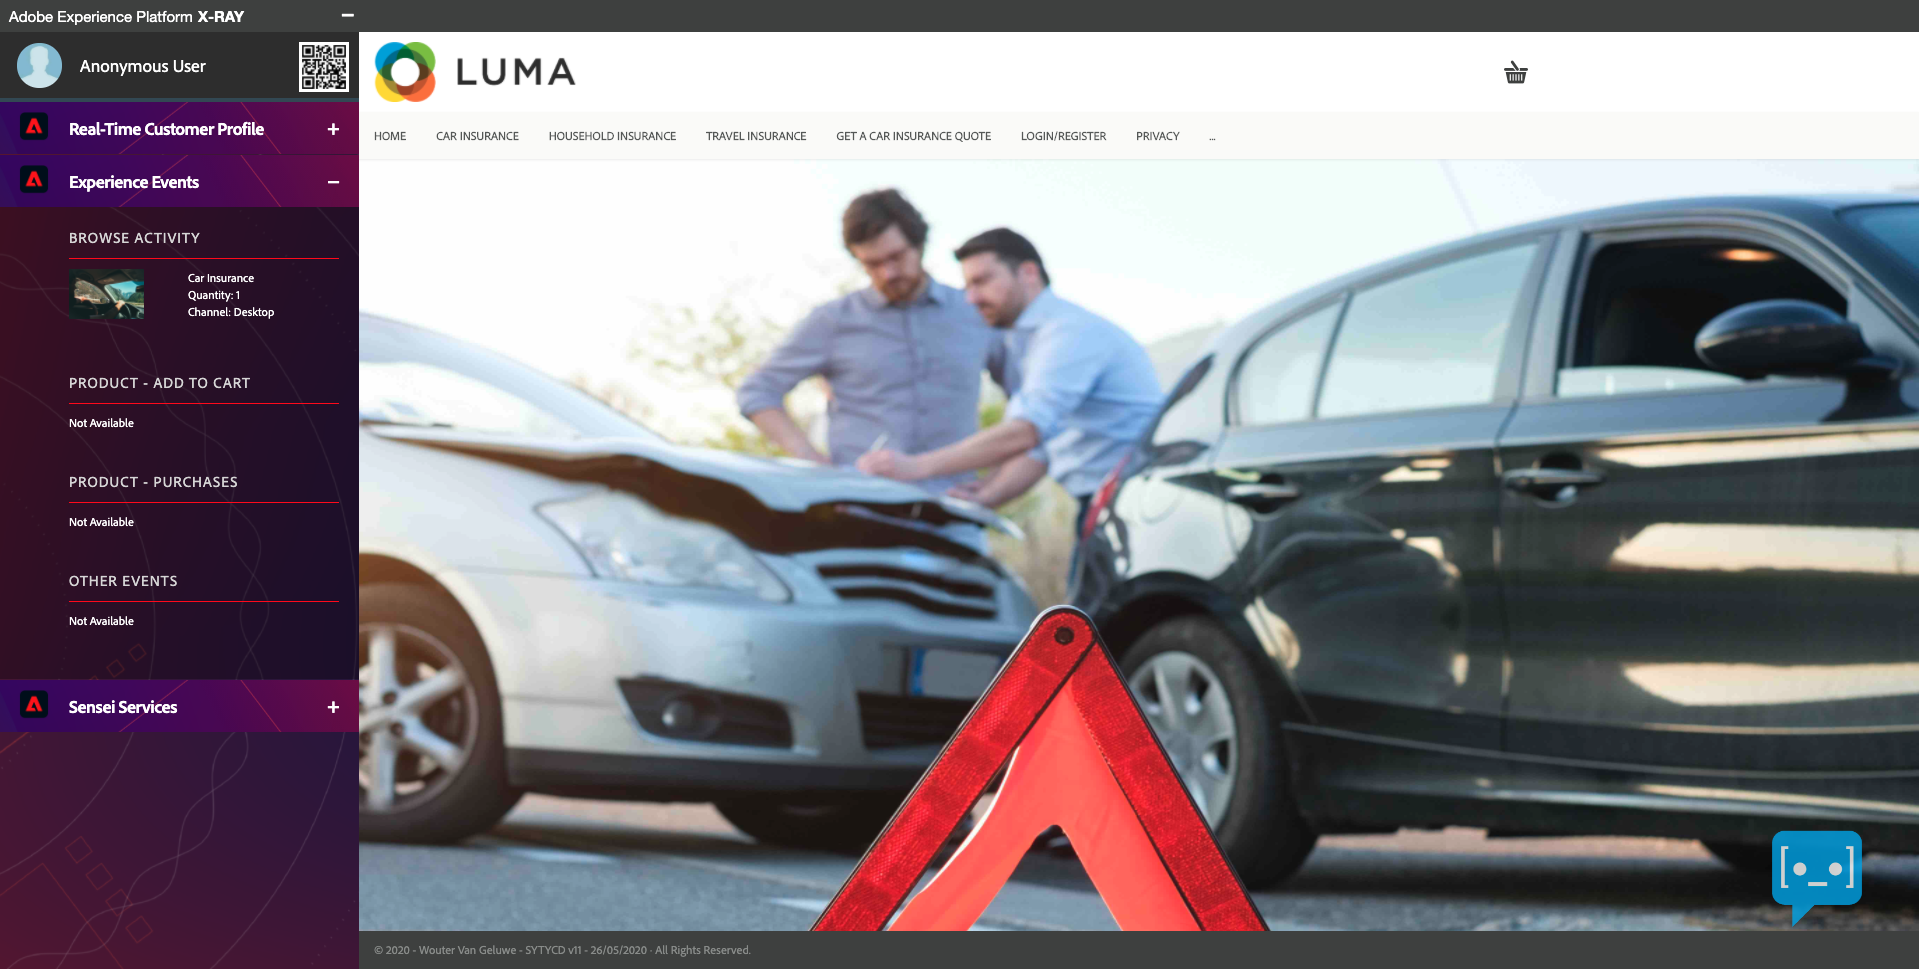 Adobe Experience Platform X-RAY
Anonymous User
Real-Time Customer Profile
Experience Events
BROWSE ACTIVITY
Car Insurance
Quantity: 1
Channel: Desktop
PRODUCT - ADD TO CART
Not Available
PRODUCT - PURCHASES
Not Available
OTHER EVENTS
Not Available
Sensei Services
LUMA
HOME CAR INSURANCE HOUSEHOLD INSURANCE TRAVEL INSURANCE GET A CAR INSURANCE QUOTE LOGIN/REGISTER PRIVACY ...
© 2020 - Wouter Van Geluwe - SYTYCD v11 - 26/05/2020 · All Rights Reserved.